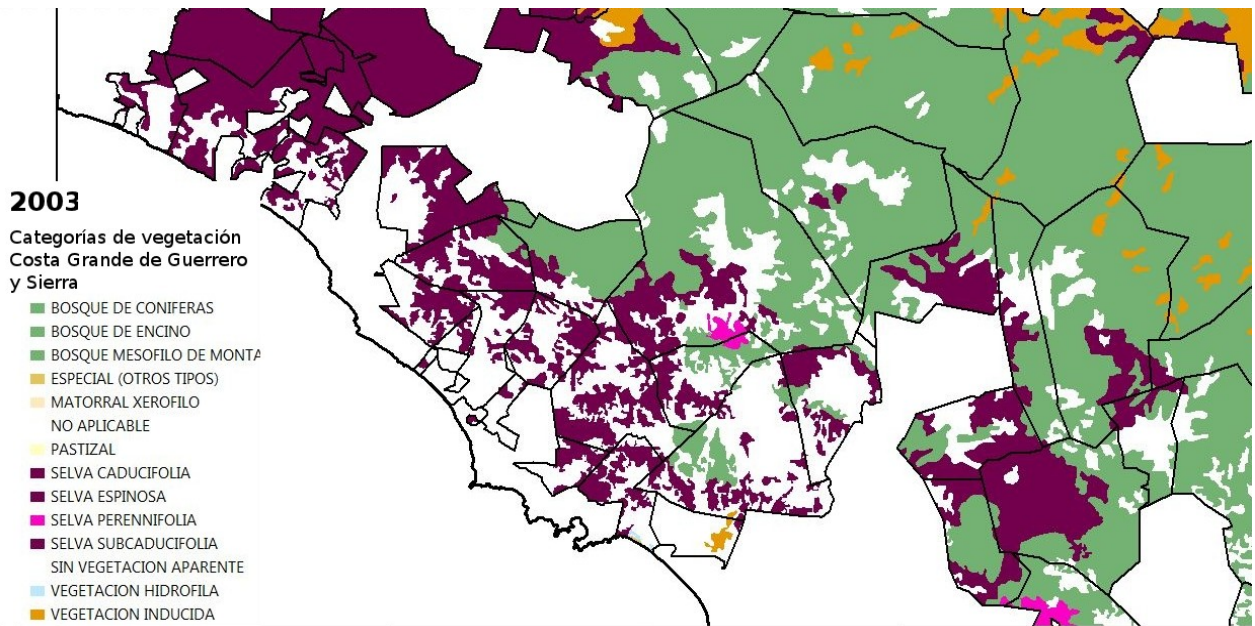 2003
Categorías de vegetación
Costa Grande de Guerrero
y Sierra
BOSQUE DE CONIFERAS
BOSQUE DE ENCINO
BOSQUE MESOFILO DE MONTA
ESPECIAL (OTROS TIPOS)
MATORRAL XEROFILO
NO APLICABLE
PASTIZAL
SELVA CADUCIFOLIA
SELVA ESPINOSA
SELVA PERENNIFOLIA
SELVA SUBCADUCIFOLIA
SIN VEGETACION APARENTE
VEGETACION HIDROFILA
VEGETACION INDUCIDA